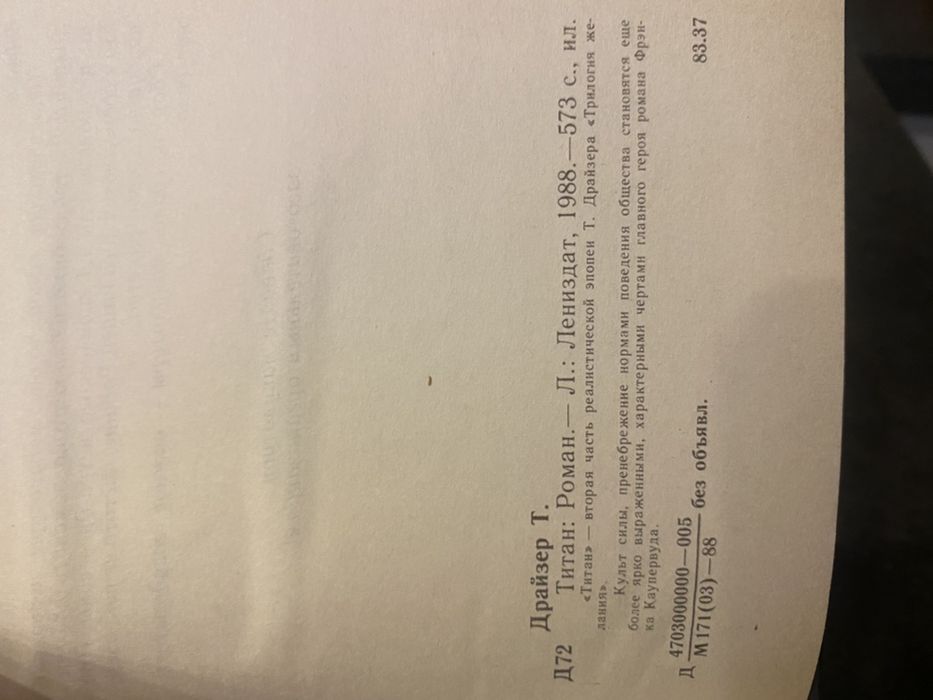 Драйзер Т.
Д72 Титан: Роман.— Л.: Лениздат, 1988.—573 с., ил.
«Титан» — вторая часть реалистической эпопеи Т. Драйзера «Трилогия же-
лания».
Культ силы, пренебрежение нормами поведения общества становятся еще
более ярко выраженными, характерными чертами главного героя романа Фрэн-
ка Каупервуда.
Д 4703000000—005
М171(03)—88 без объявл. 83.37